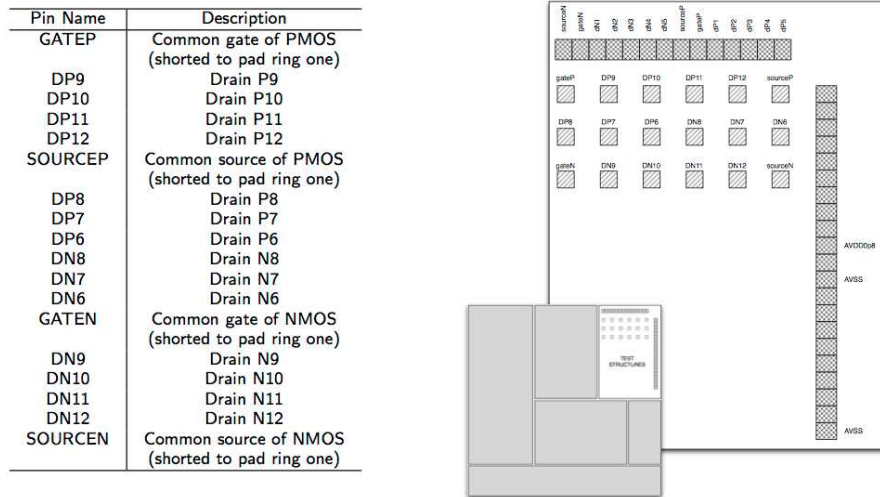 Pin Name Description
GATEP Common gate of PMOS
(shorted to pad ring one)
DP9 Drain P9
DP10 Drain P10
DP11 Drain P11
DP12 Drain P12
SOURCEP Common source of PMOS
(shorted to pad ring one)
DP8 Drain P8
DP7 Drain P7
DP6 Drain P6
DN8 Drain N8
DN7 Drain N7
DN6 Drain N6
GATEN Common gate of NMOS
(shorted to pad ring one)
DN9 Drain N9
DN10 Drain N10
DN11 Drain N11
DN12 Drain N12
SOURCEN Common source of NMOS
(shorted to pad ring one)
sourceN gateN dN1 dN2 dN3 dN4 dN5 sourceP gateP dP1 dP2 dP3 dP4 dP5
gateP DP9 DP10 DP11 DP12 sourceP
DP8 DP7 DP6 DN8 DN7 DN6
gateN DN9 DN10 DN11 DN12 sourceN
AVDD0p8
AVSS
AVSS
TEST
STRUCTURES